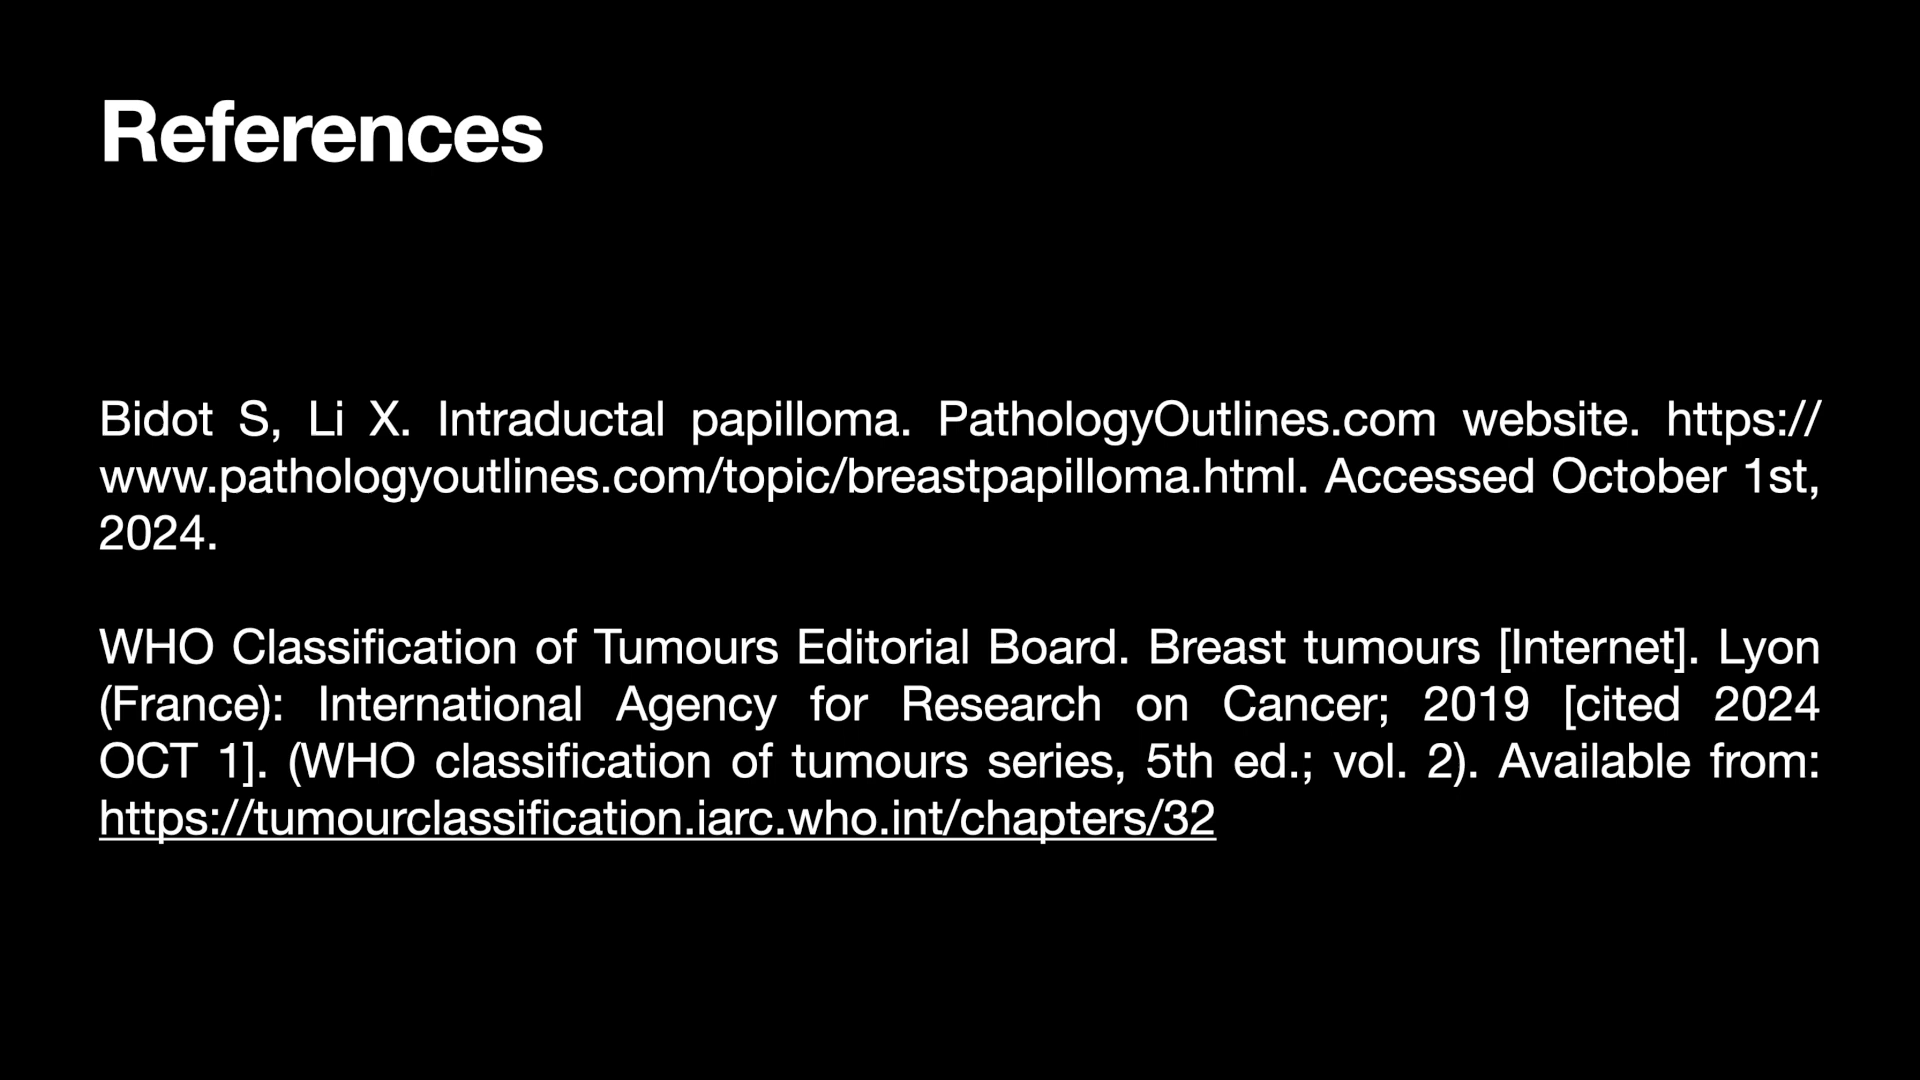 References
Bidot S, Li X. Intraductal papilloma. PathologyOutlines.com website. https://
www.pathologyoutlines.com/topic/breastpapilloma.html. Accessed October 1st,
2024.
WHO Classification of Tumours Editorial Board. Breast tumours [Internet]. Lyon
(France): International Agency for Research on Cancer; 2019 [cited 2024
OCT 1]. (WHO classification of tumours series, 5th ed.; vol. 2). Available from:
https://tumourclassification.iarc.who.int/chapters/32